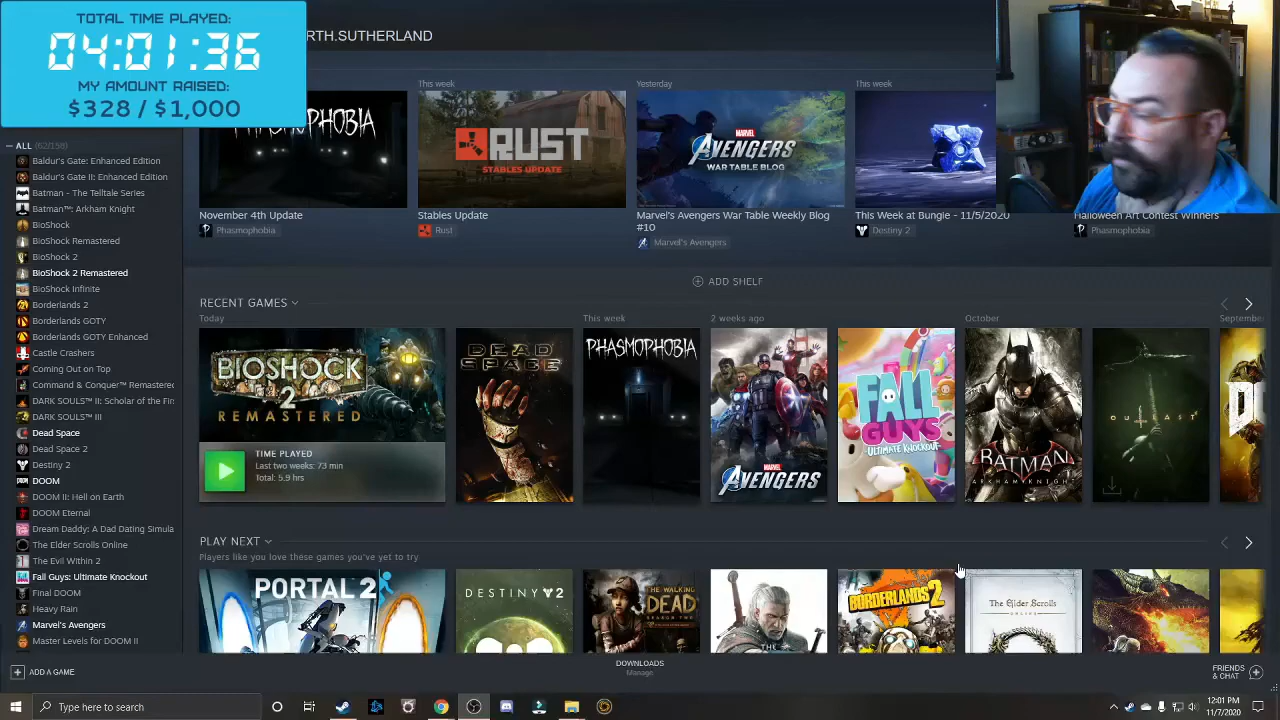 TOTAL TIME PLAYED:
04:01:36
MY AMOUNT RAISED:
$328 / $1,000
RTH.SUTHERLAND
This week
Yesterday
This week
PHASMOPHOBIA
RUST
STABLES UPDATE
MARVEL
AVENGERS
WAR TABLE BLOG
November 4th Update
Phasmophobia
Stables Update
Rust
Marvel's Avengers War Table Weekly Blog
#10
Marvel's Avengers
This Week at Bungie - 11/5/2020
Destiny 2
Halloween Art Contest Winners
Phasmophobia
ALL (62/158)
Baldur's Gate: Enhanced Edition
Baldur's Gate II: Enhanced Edition
Batman - The Telltale Series
Batman™: Arkham Knight
BioShock
BioShock Remastered
BioShock 2
BioShock 2 Remastered
BioShock Infinite
Borderlands 2
Borderlands GOTY
Borderlands GOTY Enhanced
Castle Crashers
Coming Out on Top
Command & Conquer™ Remastered
DARK SOULS™ II: Scholar of the Fir
DARK SOULS™ III
Dead Space
Dead Space 2
Destiny 2
DOOM
DOOM II: Hell on Earth
DOOM Eternal
Dream Daddy: A Dad Dating Simula
The Elder Scrolls Online
The Evil Within 2
Fall Guys: Ultimate Knockout
Final DOOM
Heavy Rain
Marvel's Avengers
Master Levels for DOOM II
ADD SHELF
RECENT GAMES
Today
This week
2 weeks ago
October
September
BIOSHOCK
2
REMASTERED
TIME PLAYED
Last two weeks: 73 min
Total: 5.9 hrs
DEAD
SPACE
PHASMOPHOBIA
MARVEL
AVENGERS
FALL
GUYS
ULTIMATE KNOCKOUT
BATMAN
ARKHAM KNIGHT
OUTLAST
PLAY NEXT
Players like you love these games you've yet to try
PORTAL 2
DESTINY 2
THE WALKING
DEAD
SEASON TWO
THE
BORDERLANDS 2
The Elder Scrolls
ONLINE
ADD A GAME
DOWNLOADS
Manage
FRIENDS
& CHAT
Type here to search
12:01 PM
11/7/2020